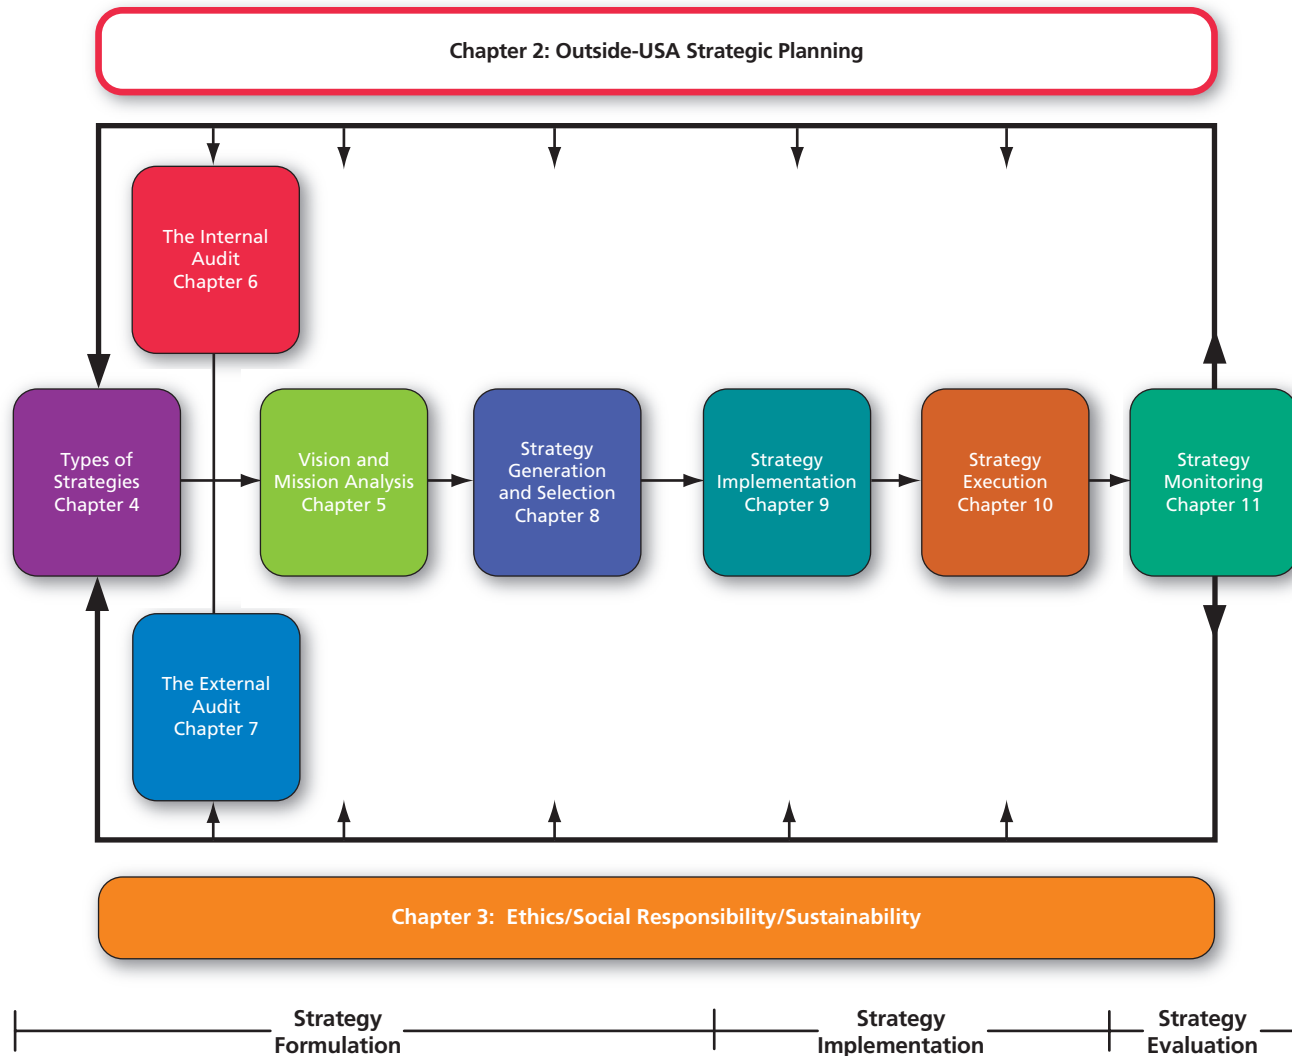 Chapter 2: Outside-USA Strategic Planning
The Internal
Audit
Chapter 6
Types of
Strategies
Chapter 4
Vision and
Mission Analysis
Chapter 5
Strategy
Generation
and Selection
Chapter 8
Strategy
Implementation
Chapter 9
Strategy
Execution
Chapter 10
Strategy
Monitoring
Chapter 11
The External
Audit
Chapter 7
Chapter 3: Ethics/Social Responsibility/Sustainability
Strategy
Formulation
Strategy
Implementation
Strategy
Evaluation